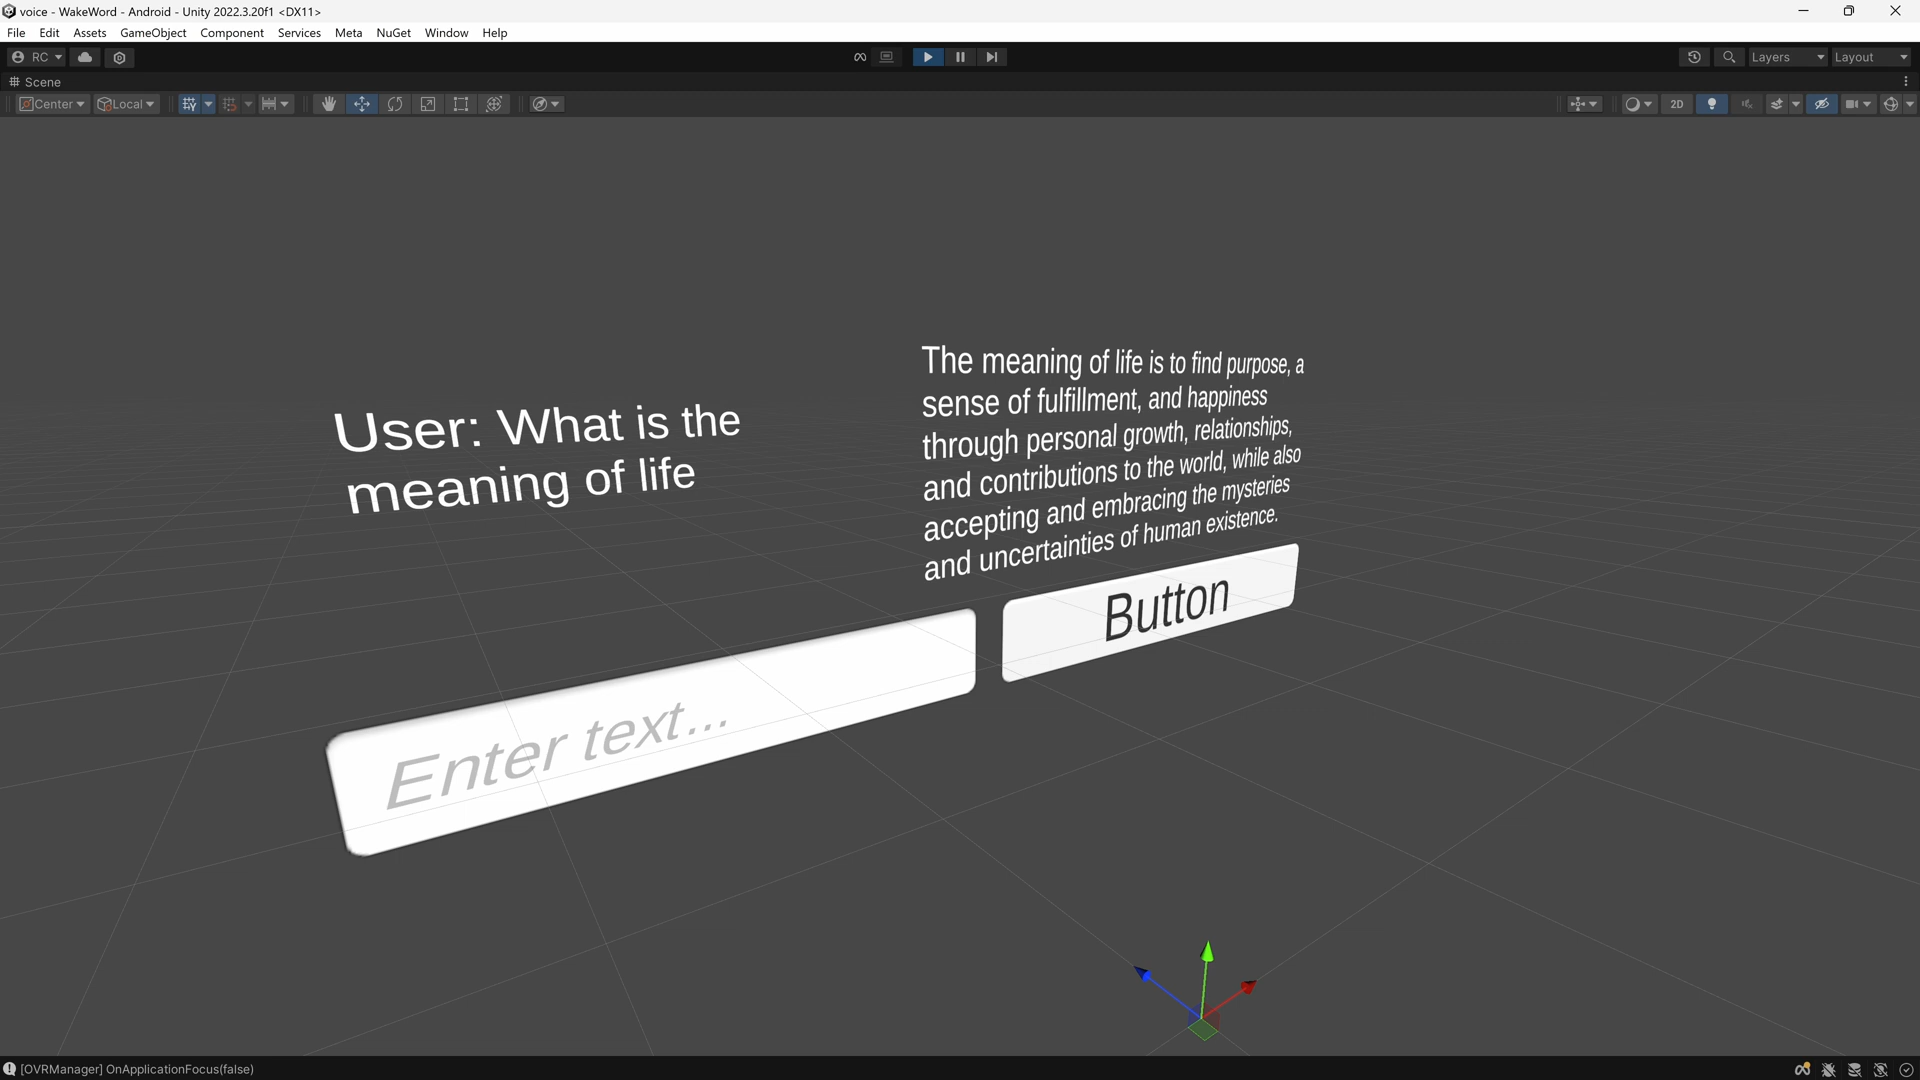 voice - WakeWord - Android - Unity 2022.3.20f1 <DX11>
File Edit Assets GameObject Component Services Meta NuGet Window Help
RC Layers Layout
Scene
Center Local 2D
User: What is the
meaning of life
The meaning of life is to find purpose, a
sense of fulfillment, and happiness
through personal growth, relationships,
and contributions to the world, while also
accepting and embracing the mysteries
and uncertainties of human existence.
Enter text...
Button
[OVRManager] OnApplicationFocus(false)